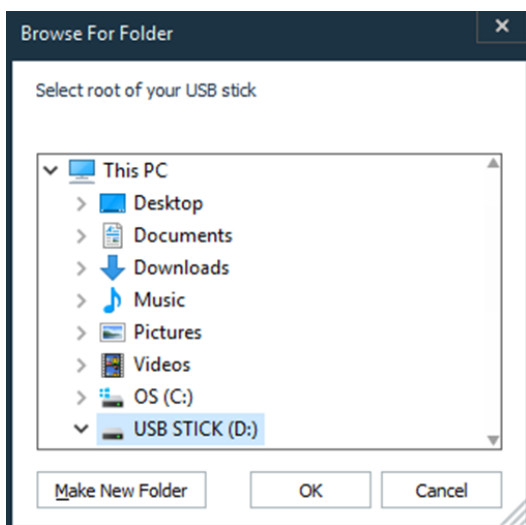 Browse For Folder
Select root of your USB stick
This PC
Desktop
Documents
Downloads
Music
Pictures
Videos
OS (C:)
USB STICK (D:)
Make New Folder OK Cancel